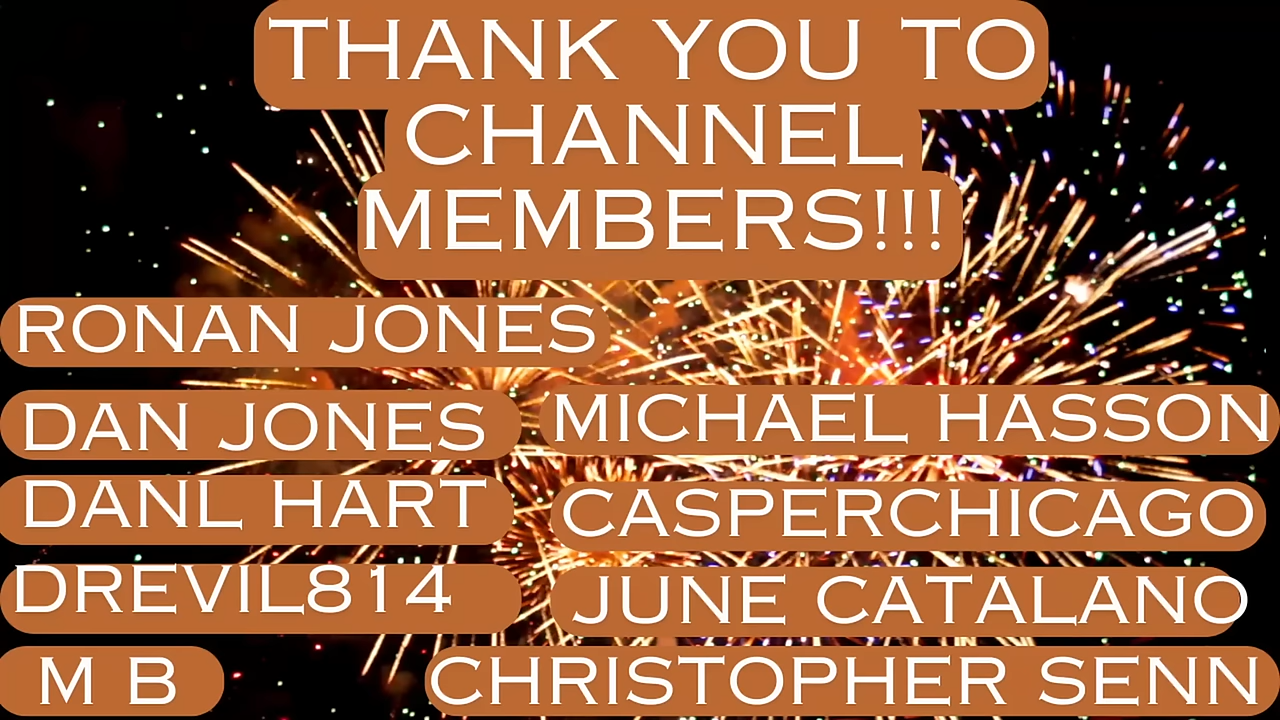 THANK YOU TO
CHANNEL
MEMBERS!!!
RONAN JONES
DAN JONES
MICHAEL HASSON
DANL HART
CASPERCHICAGO
DREVIL814
JUNE CATALANO
M B
CHRISTOPHER SENN